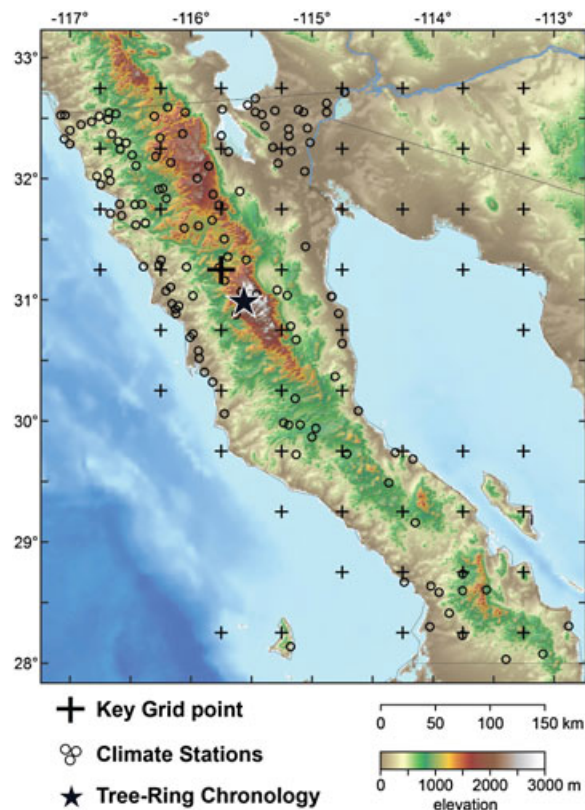 -117° -116° -115° -114° -113°
33°
32°
31°
30°
29°
28°
Key Grid point
Climate Stations
Tree-Ring Chronology
0 50 100 150 km
0 1000 2000 3000 m
elevation